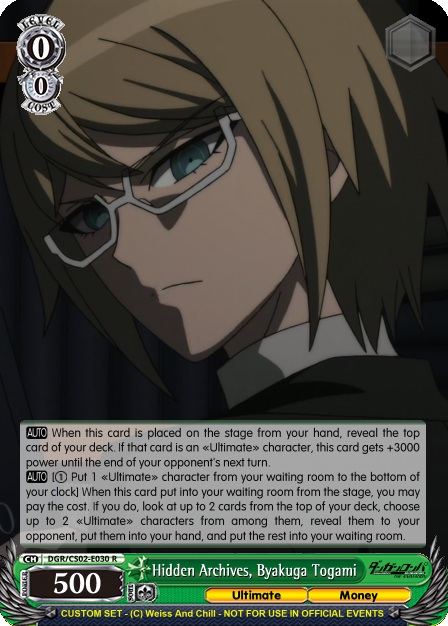 LEVEL
0
0
COST
AUTO When this card is placed on the stage from your hand, reveal the top
card of your deck. If that card is an «Ultimate» character, this card gets +3000
power until the end of your opponent's next turn.
AUTO [① Put 1 «Ultimate» character from your waiting room to the bottom of
your clock] When this card put into your waiting room from the stage, you may
pay the cost. If you do, look at up to 2 cards from the top of your deck, choose
up to 2 «Ultimate» characters from among them, reveal them to your
opponent, put them into your hand, and put the rest into your waiting room.
CH DGR/CS02-E030 R
POWER 500 SOUL Hidden Archives, Byakuga Togami ダンガンロンパ
Ultimate Money
CUSTOM SET - (C) Weiss And Chill - NOT FOR USE IN OFFICIAL EVENTS